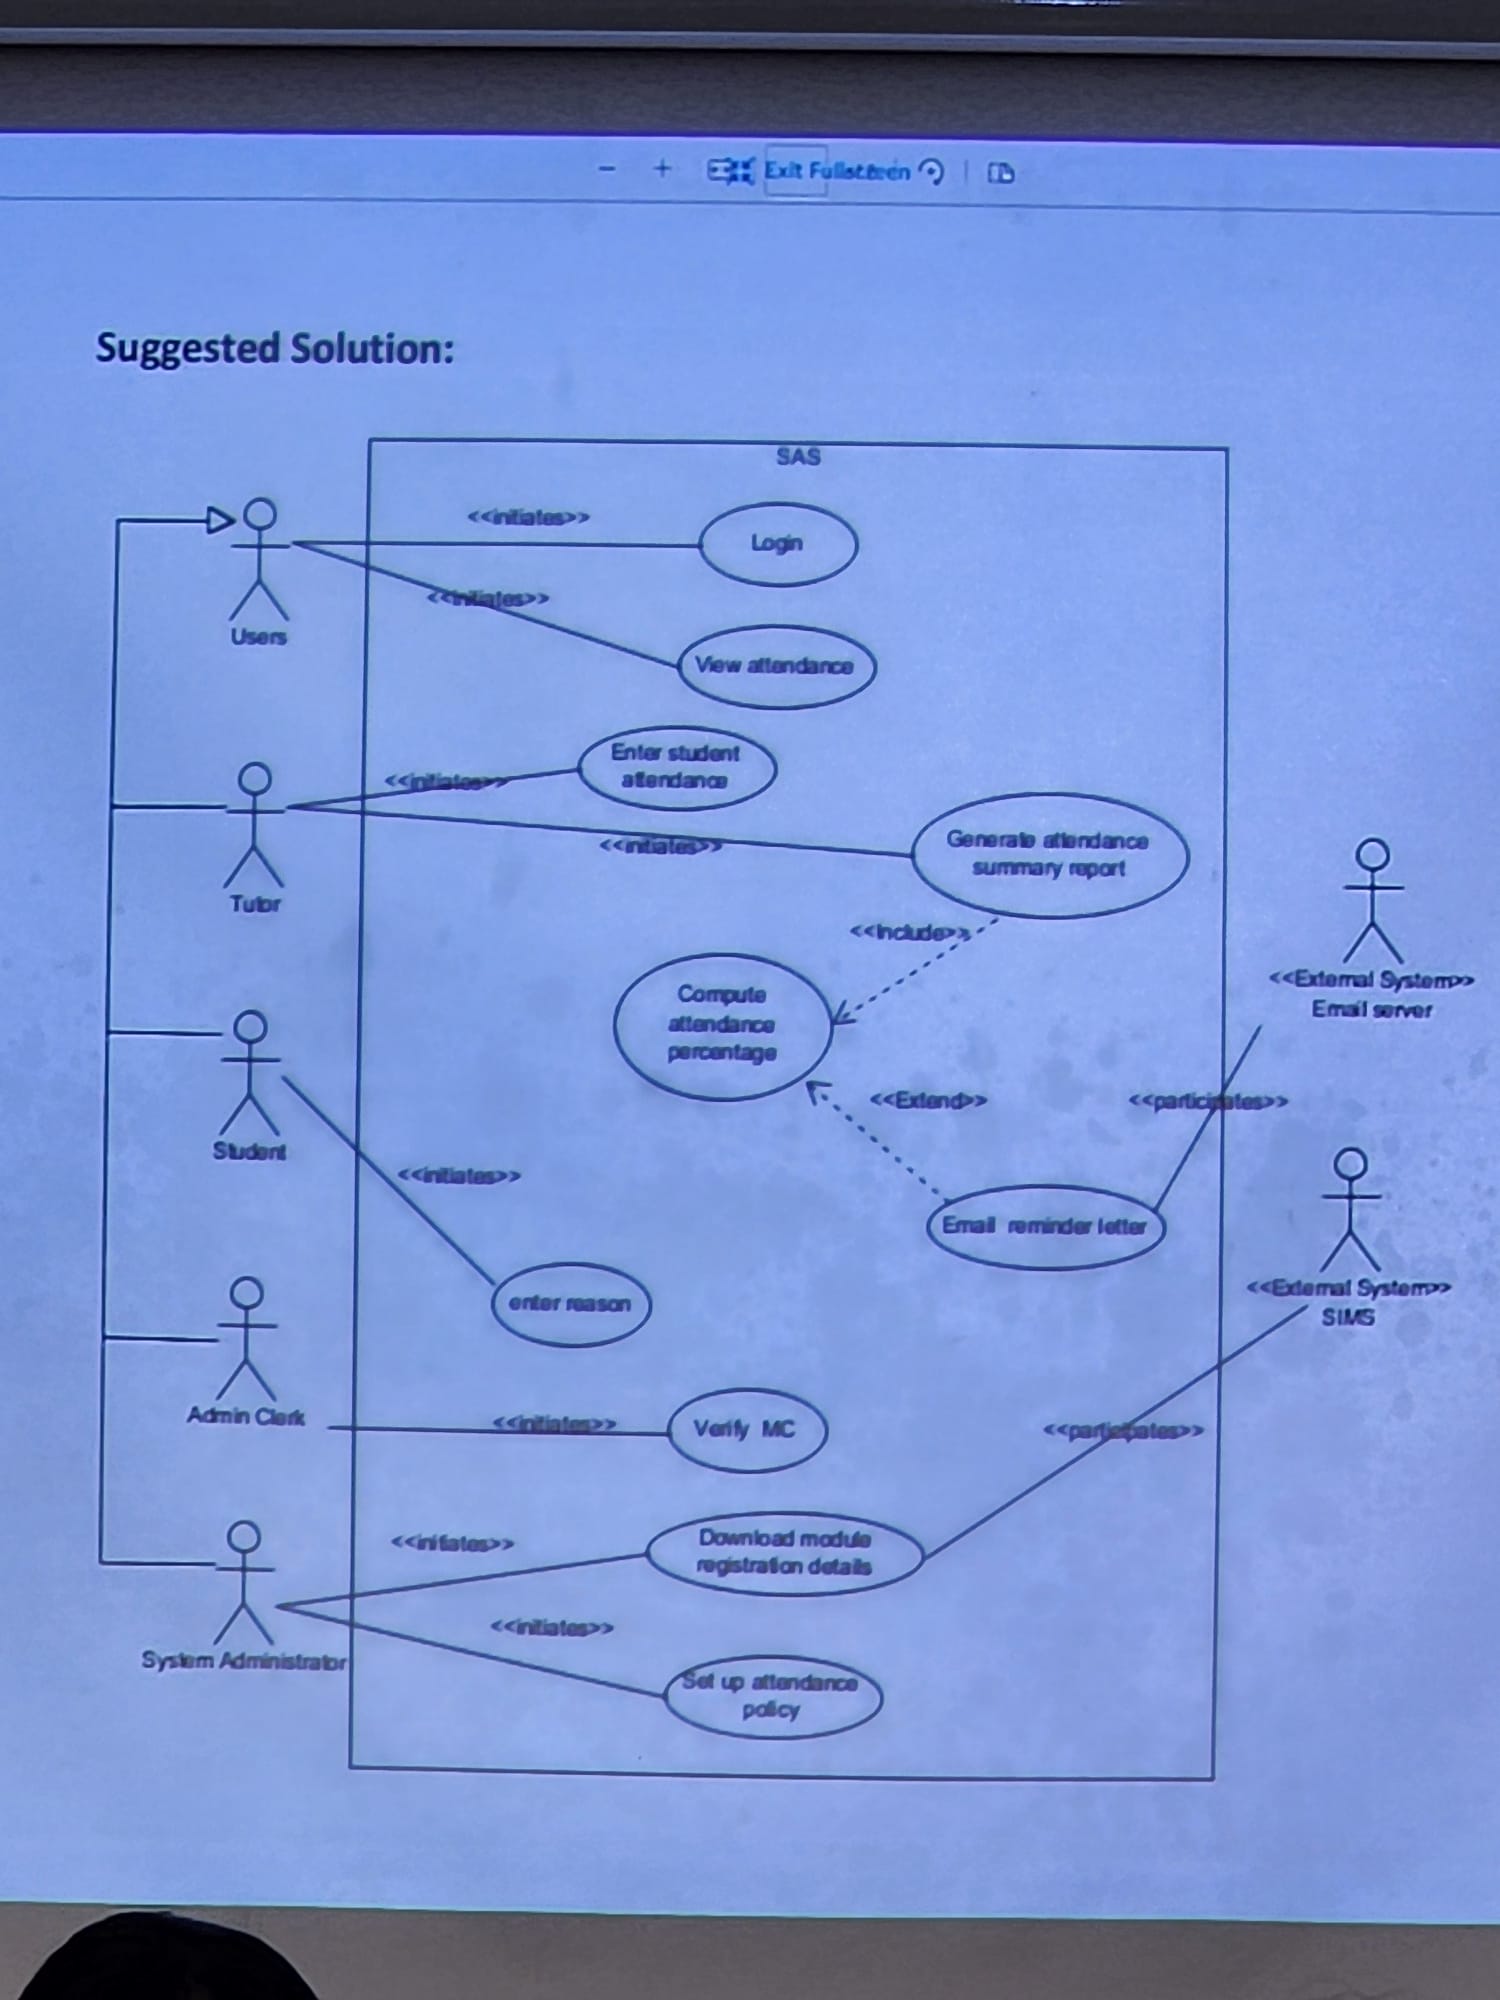 Exit Fullscreen
Suggested Solution:
SAS
<<initiates>>
Login
<<initiates>>
Users
View attendance
Enter student
attendance
<<initiates>>
<<initiates>>
Generate attendance
summary report
Tutor
<<Include>>
Compute
attendance
percentage
<<External System>>
Email server
<<Extend>>
<<participates>>
Student
<<initiates>>
Email reminder letter
<<External System>>
SIMS
enter reason
Admin Clerk
<<initiates>>
Verify MC
<<participates>>
<<initiates>>
Download module
registration details
<<initiates>>
System Administrator
Set up attendance
policy